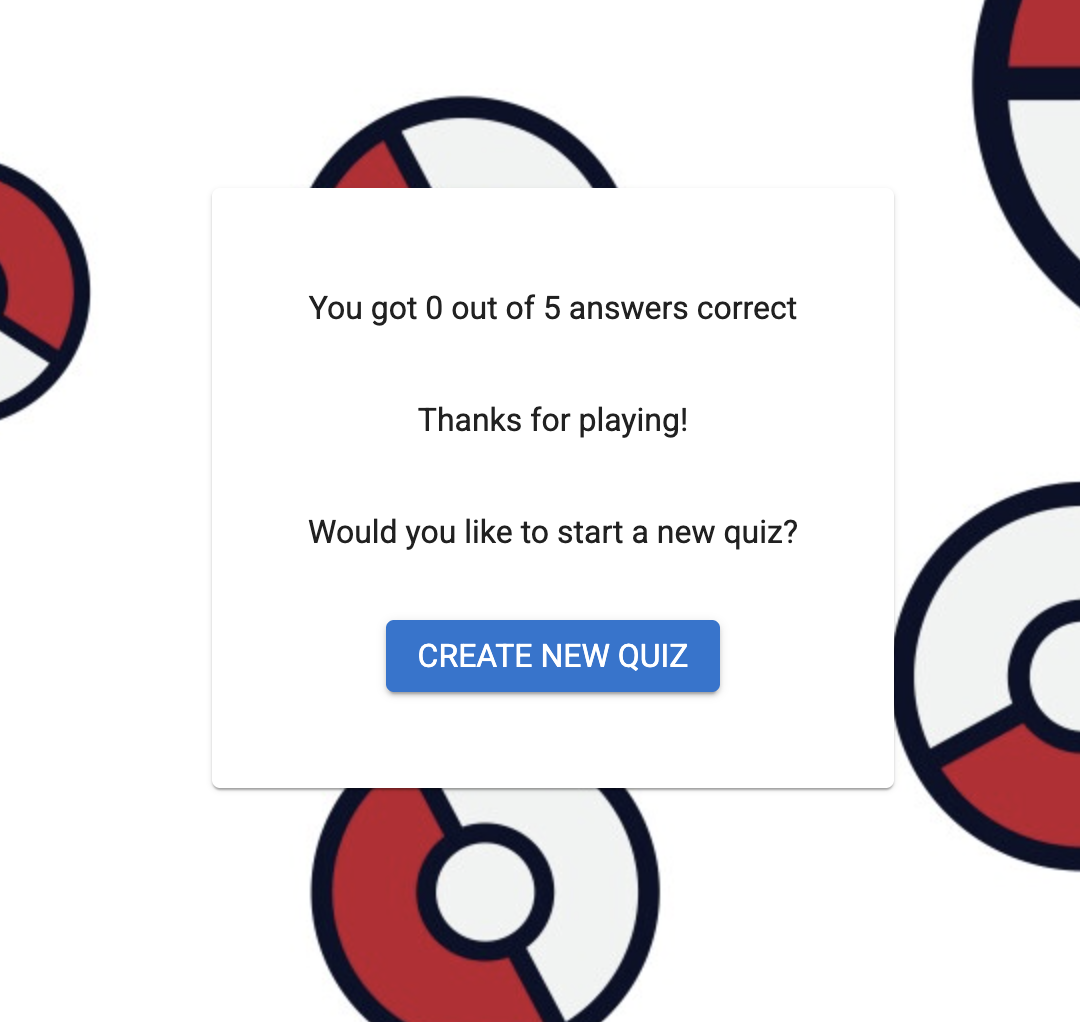 You got 0 out of 5 answers correct
Thanks for playing!
Would you like to start a new quiz?
CREATE NEW QUIZ